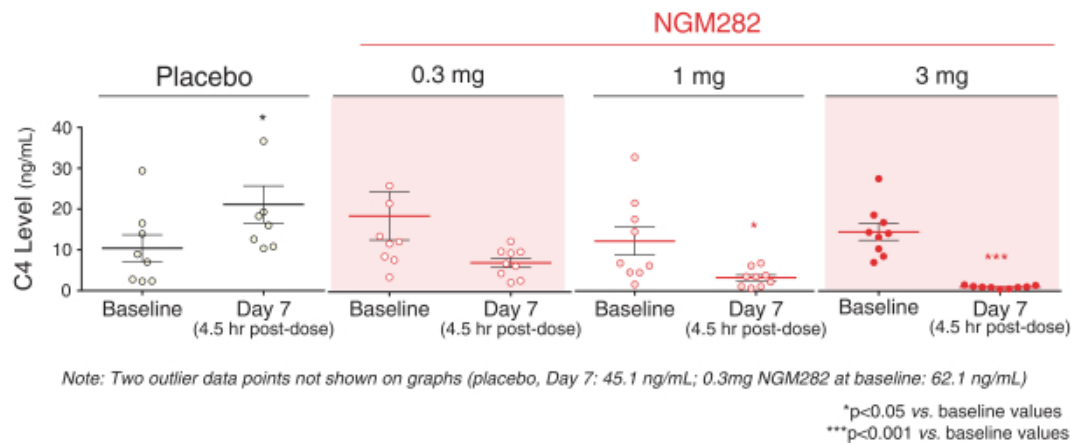 NGM282
Placebo 0.3 mg 1 mg 3 mg
C4 Level (ng/mL)
40
30
20
10
0
*
*
***
Baseline Day 7 Baseline Day 7 Baseline Day 7 Baseline Day 7
(4.5 hr post-dose) (4.5 hr post-dose) (4.5 hr post-dose) (4.5 hr post-dose)
Note: Two outlier data points not shown on graphs (placebo, Day 7: 45.1 ng/mL; 0.3mg NGM282 at baseline: 62.1 ng/mL)
*p<0.05 vs. baseline values
***p<0.001 vs. baseline values